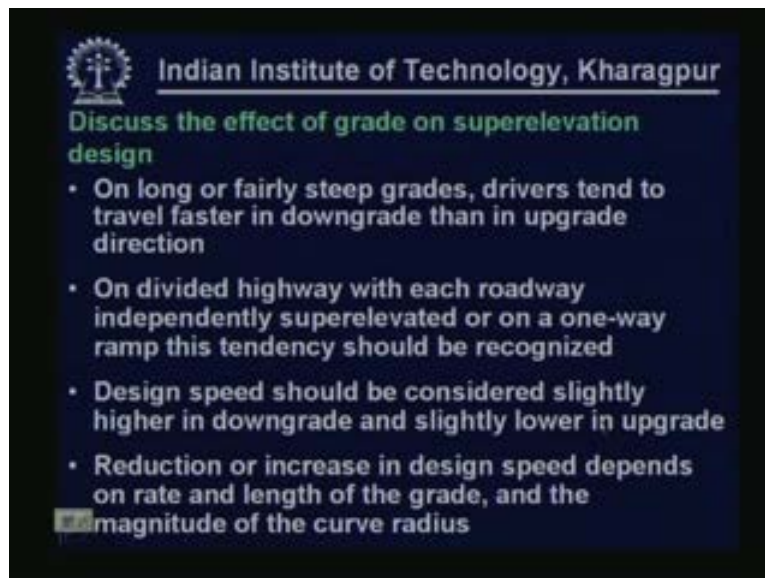 Indian Institute of Technology, Kharagpur
Discuss the effect of grade on superelevation
design
• On long or fairly steep grades, drivers tend to
travel faster in downgrade than in upgrade
direction
• On divided highway with each roadway
independently superelevated or on a one-way
ramp this tendency should be recognized
• Design speed should be considered slightly
higher in downgrade and slightly lower in upgrade
• Reduction or increase in design speed depends
on rate and length of the grade, and the
magnitude of the curve radius